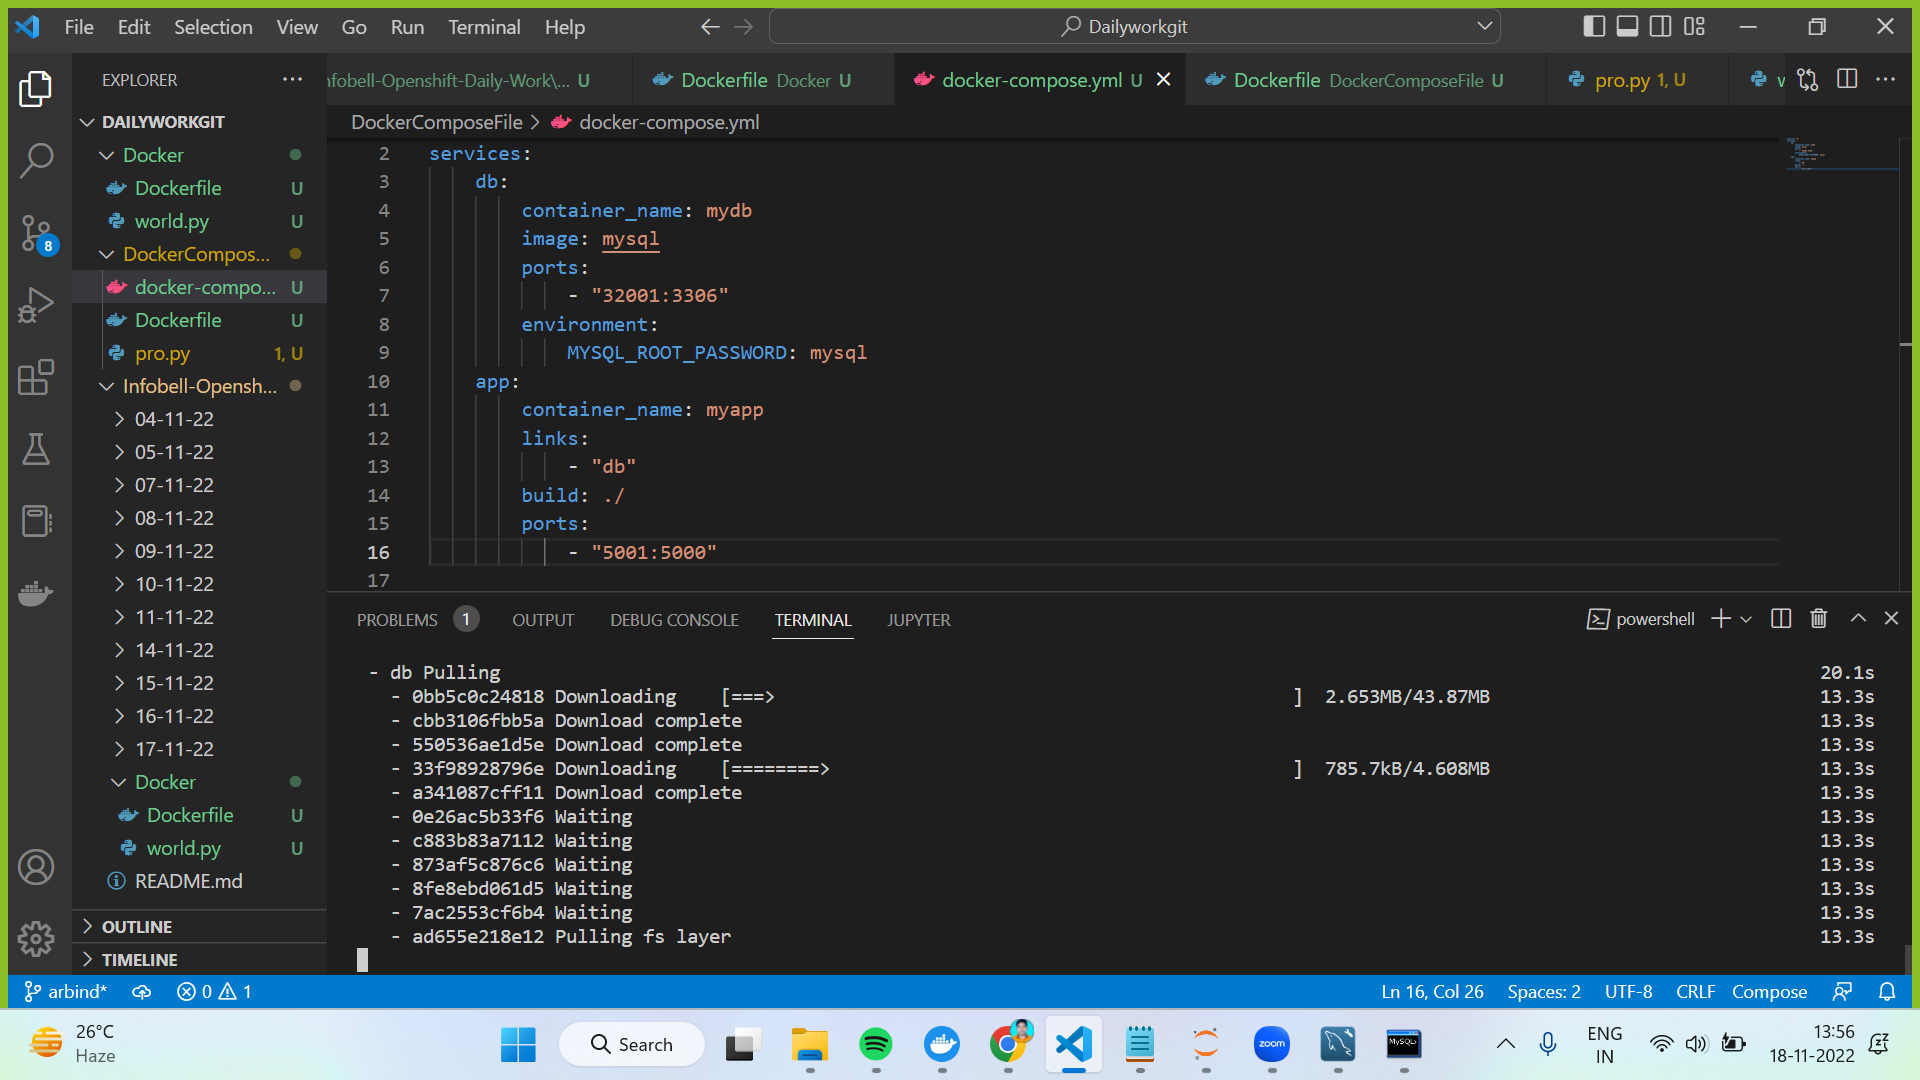 File Edit Selection View Go Run Terminal Help
Dailyworkgit
EXPLORER
nfobell-Openshift-Daily-Work\... U
Dockerfile Docker U
docker-compose.yml U
Dockerfile DockerComposeFile U
pro.py 1, U
DockerComposeFile > docker-compose.yml
DAILYWORKGIT
Docker
Dockerfile U
world.py U
DockerCompos...
docker-compo... U
Dockerfile U
pro.py 1, U
Infobell-Opensh...
04-11-22
05-11-22
07-11-22
08-11-22
09-11-22
10-11-22
11-11-22
14-11-22
15-11-22
16-11-22
17-11-22
Docker
Dockerfile U
world.py U
README.md
OUTLINE
TIMELINE
8
2 services:
3 db:
4 container_name: mydb
5 image: mysql
6 ports:
7 - "32001:3306"
8 environment:
9 MYSQL_ROOT_PASSWORD: mysql
10 app:
11 container_name: myapp
12 links:
13 - "db"
14 build: ./
15 ports:
16 - "5001:5000"
17
PROBLEMS 1 OUTPUT DEBUG CONSOLE TERMINAL JUPYTER
powershell
- db Pulling 20.1s
- 0bb5c0c24818 Downloading [===> ] 2.653MB/43.87MB 13.3s
- cbb3106fbb5a Download complete 13.3s
- 550536ae1d5e Download complete 13.3s
- 33f98928796e Downloading [========> ] 785.7kB/4.608MB 13.3s
- a341087cff11 Download complete 13.3s
- 0e26ac5b33f6 Waiting 13.3s
- c883b83a7112 Waiting 13.3s
- 873af5c876c6 Waiting 13.3s
- 8fe8ebd061d5 Waiting 13.3s
- 7ac2553cf6b4 Waiting 13.3s
- ad655e218e12 Pulling fs layer 13.3s
arbind* 0 1
Ln 16, Col 26 Spaces: 2 UTF-8 CRLF Compose
26°C
Haze
Search
zoom
MySQL
ENG
IN
13:56
18-11-2022